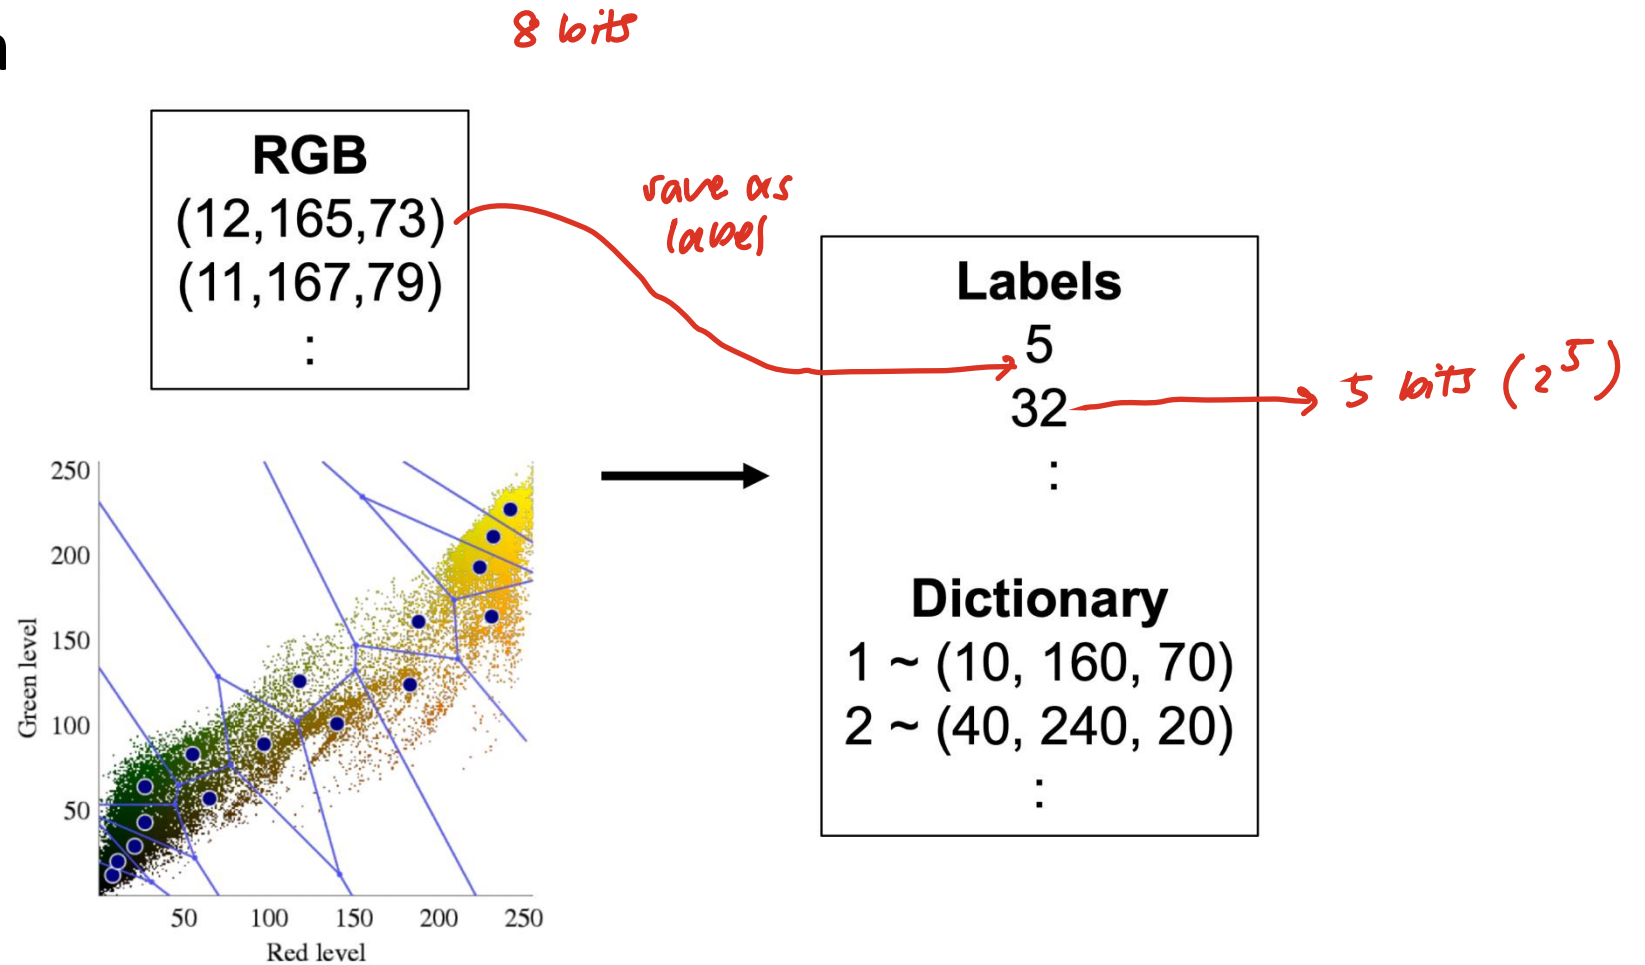 8 bits
n
RGB
(12,165,73)
(11,167,79)
:
save as
label
Labels
5
32
:
5 bits (2^5)
Dictionary
1 ~ (10, 160, 70)
2 ~ (40, 240, 20)
:
250
200
150
100
50
Green level
50 100 150 200 250
Red level